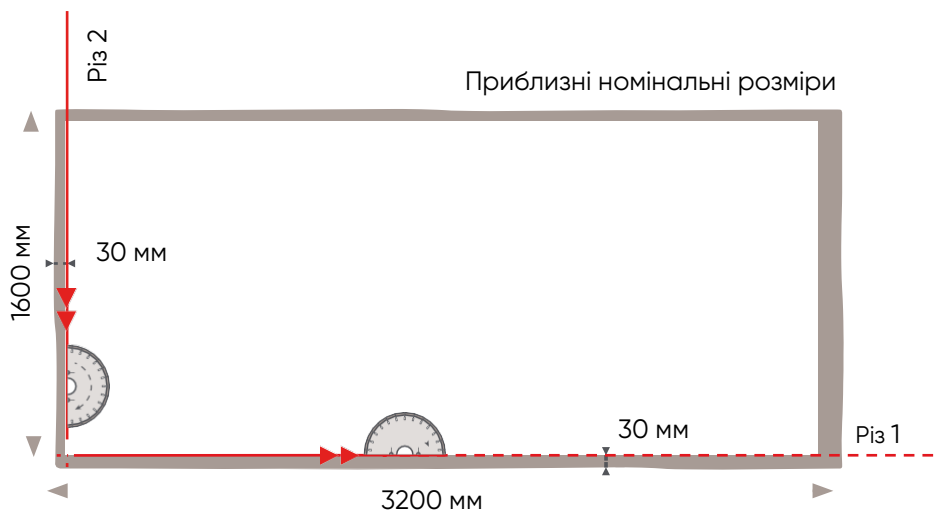 Різ 2
Приблизні номінальні розміри
30 мм
1600 мм
30 мм
Різ 1
3200 мм